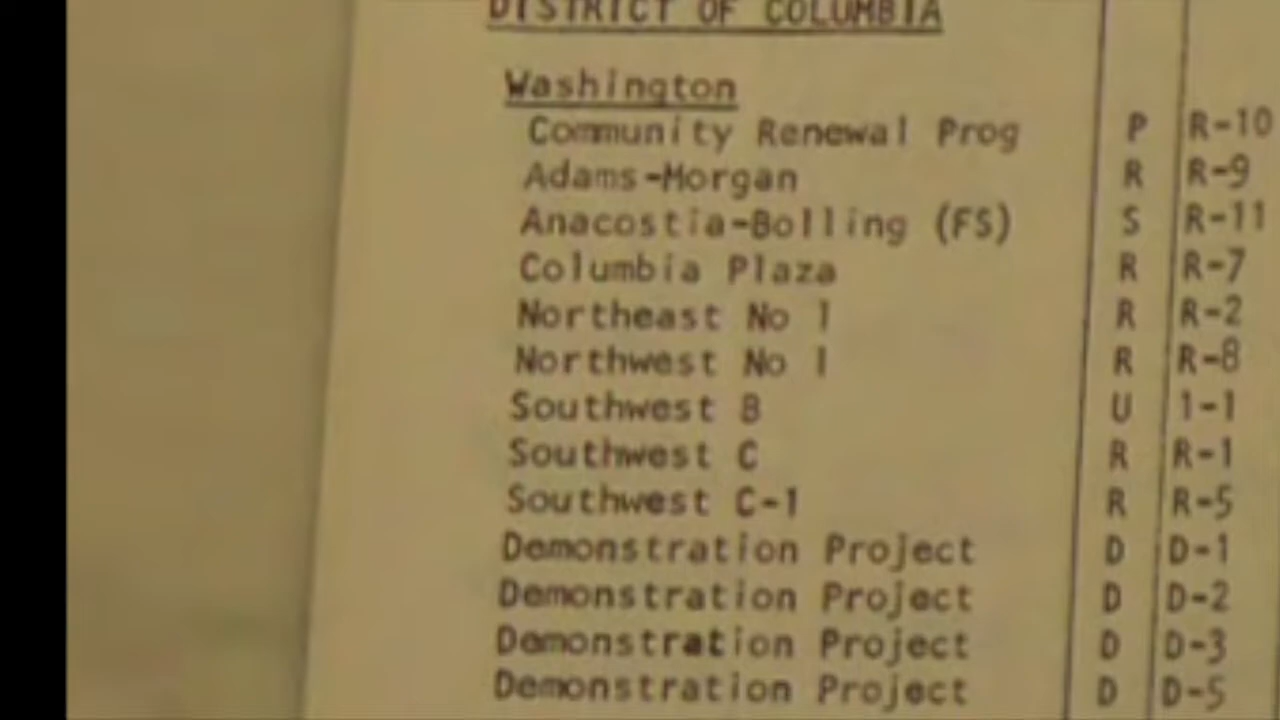 DISTRICT OF COLUMBIA
Washington
Community Renewal Prog P R-10
Adams-Morgan R R-9
Anacostia-Bolling (FS) S R-11
Columbia Plaza R R-7
Northeast No 1 R R-2
Northwest No 1 R R-8
Southwest B U 1-1
Southwest C R R-1
Southwest C-1 R R-5
Demonstration Project D D-1
Demonstration Project D D-2
Demonstration Project D D-3
Demonstration Project D D-5